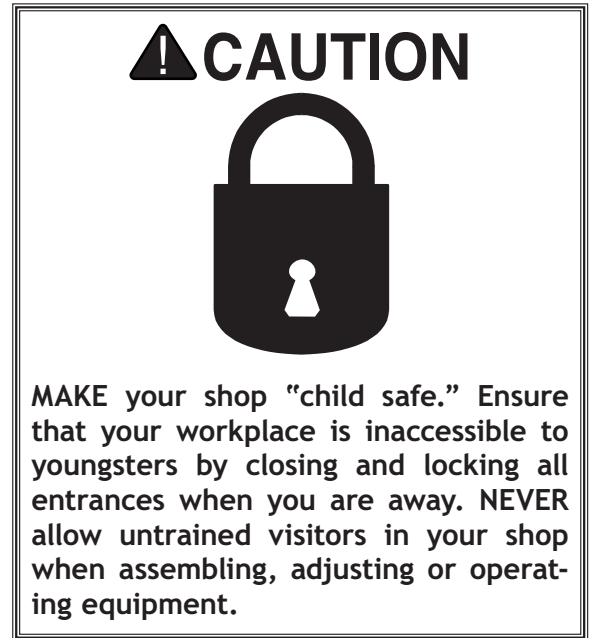 ! CAUTION
MAKE your shop “child safe.” Ensure
that your workplace is inaccessible to
youngsters by closing and locking all
entrances when you are away. NEVER
allow untrained visitors in your shop
when assembling, adjusting or operat-
ing equipment.